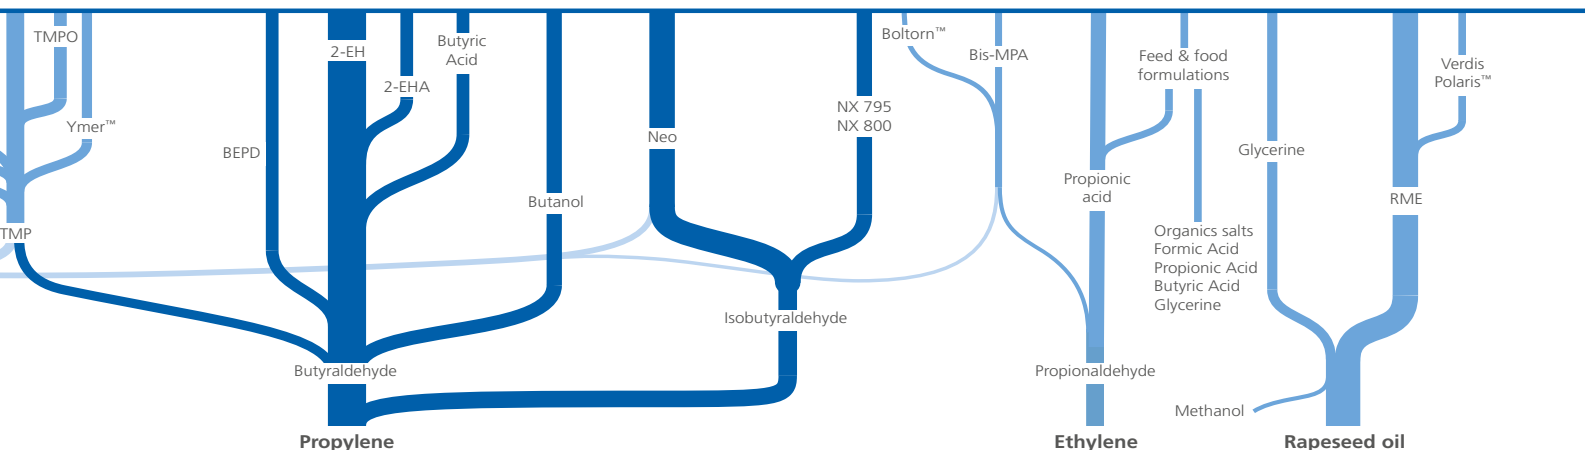 TMPO
Ymer™
TMP
BEPD
2-EH
2-EHA
Butyric
Acid
Butanol
Butyraldehyde
Propylene
Neo
NX 795
NX 800
Isobutyraldehyde
Boltorn™
Bis-MPA
Propionic
acid
Feed & food
formulations
Organics salts
Formic Acid
Propionic Acid
Butyric Acid
Glycerine
Propionaldehyde
Ethylene
Glycerine
RME
Verdis
Polaris™
Methanol
Rapeseed oil